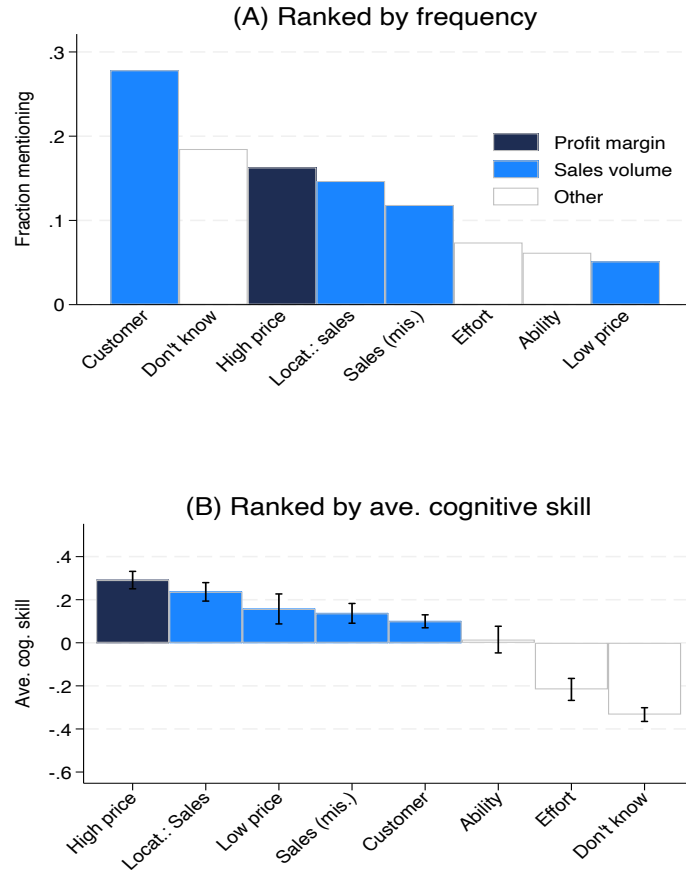 (A) Ranked by frequency
Fraction mentioning
.3
.2
.1
0
Profit margin
Sales volume
Other
Customer
Don't know
High price
Locat.: sales
Sales (mis.)
Effort
Ability
Low price
(B) Ranked by ave. cognitive skill
Ave. cog. skill
.4
.2
0
-.2
-.4
-.6
High price
Locat.: Sales
Low price
Sales (mis.)
Customer
Ability
Effort
Don't know